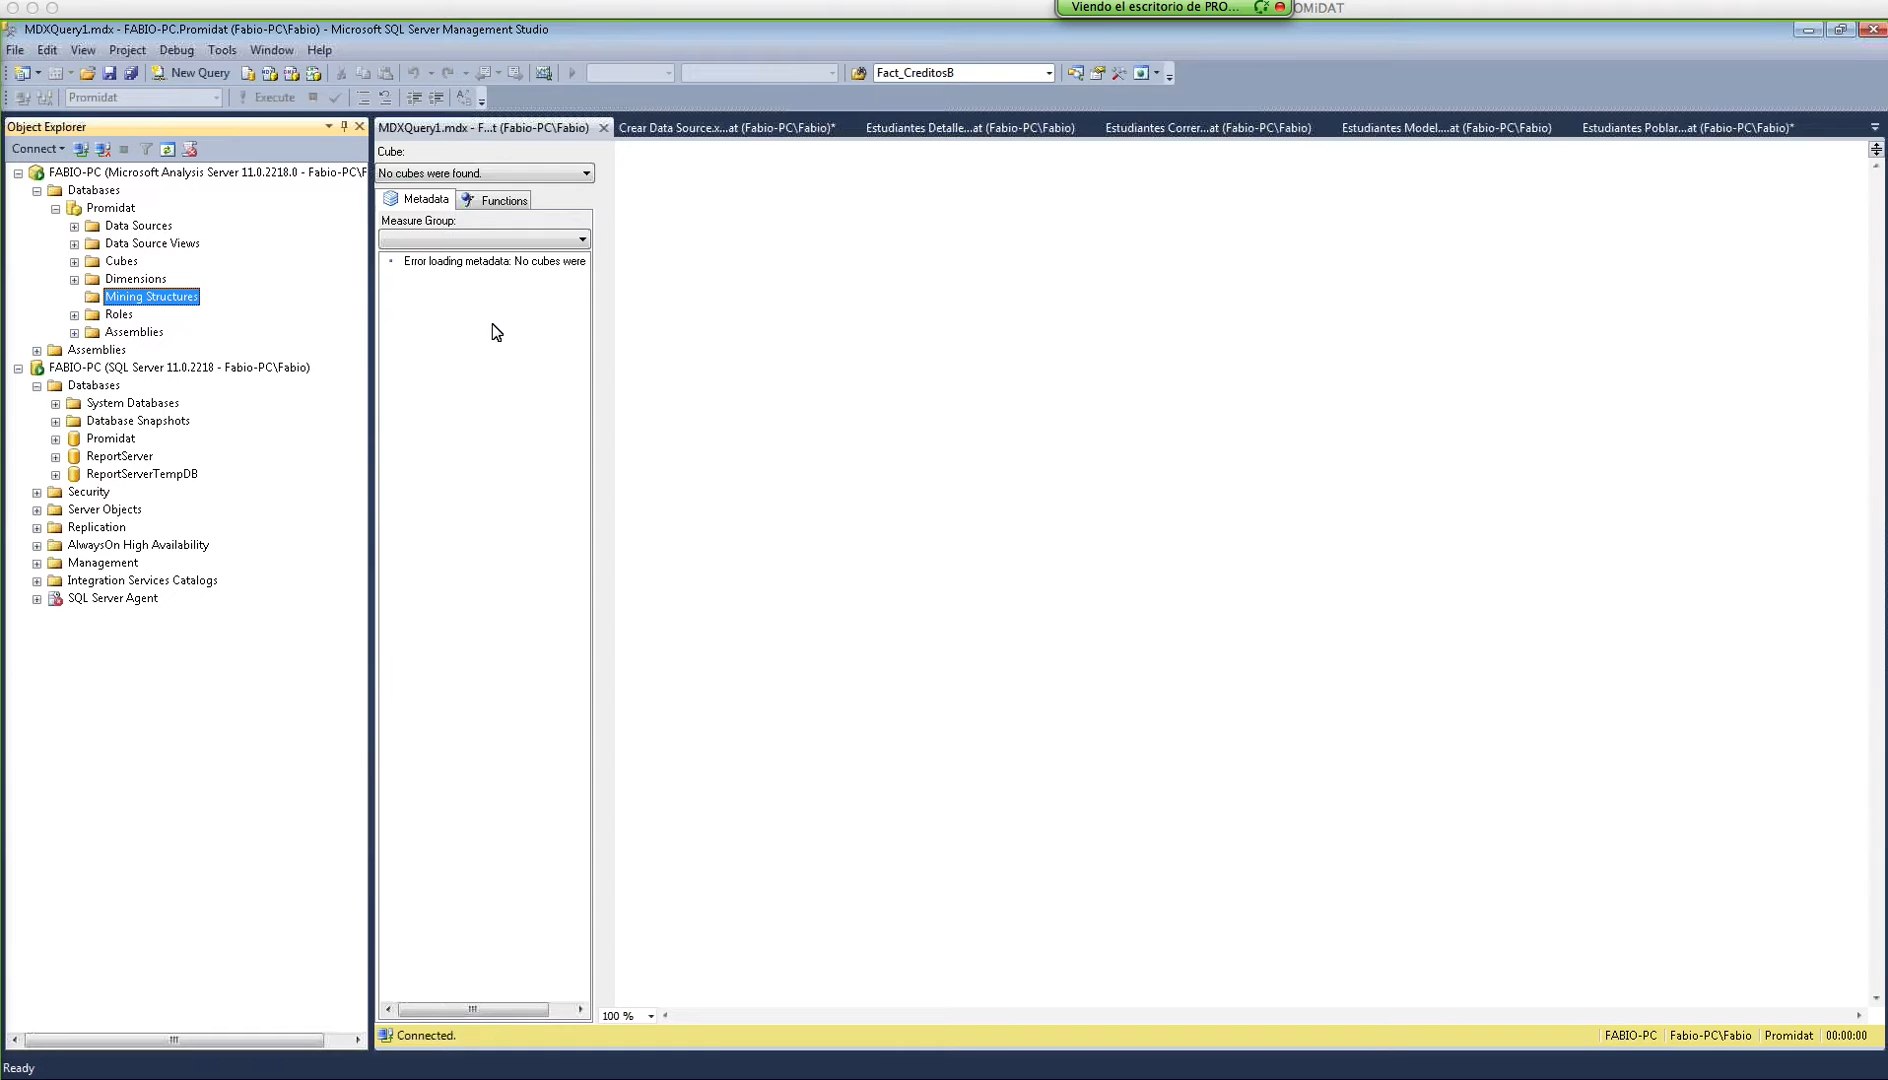 Viendo el escritorio de PRO...
OMiDAT
MDXQuery1.mdx - FABIO-PC.Promidat (Fabio-PC\Fabio) - Microsoft SQL Server Management Studio
File Edit View Project Debug Tools Window Help
New Query
Fact_CreditosB
Promidat
Execute
Object Explorer
MDXQuery1.mdx - F...t (Fabio-PC\Fabio)
Crear Data Source.x...at (Fabio-PC\Fabio)*
Estudiantes Detalle...at (Fabio-PC\Fabio)
Estudiantes Correr...at (Fabio-PC\Fabio)
Estudiantes Model....at (Fabio-PC\Fabio)
Estudiantes Poblar...at (Fabio-PC\Fabio)*
Connect
FABIO-PC (Microsoft Analysis Server 11.0.2218.0 - Fabio-PC\F
Databases
Promidat
Data Sources
Data Source Views
Cubes
Dimensions
Mining Structures
Roles
Assemblies
Assemblies
FABIO-PC (SQL Server 11.0.2218 - Fabio-PC\Fabio)
Databases
System Databases
Database Snapshots
Promidat
ReportServer
ReportServerTempDB
Security
Server Objects
Replication
AlwaysOn High Availability
Management
Integration Services Catalogs
SQL Server Agent
Cube:
No cubes were found.
Metadata
Functions
Measure Group:
Error loading metadata: No cubes were
100 %
Connected.
FABIO-PC
Fabio-PC\Fabio
Promidat
00:00:00
Ready